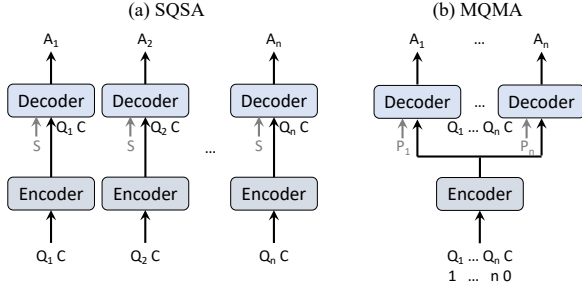 (a) SQSA
(b) MQMA
A1 A2 An A1 ... An
Decoder Decoder Decoder Decoder ... Decoder
Q1 C Q2 C Qn C Q1 ... Qn C
S S ... S P1 Pn
Encoder Encoder Encoder Encoder
Q1 C Q2 C Qn C Q1 ... Qn C
1 ... n 0